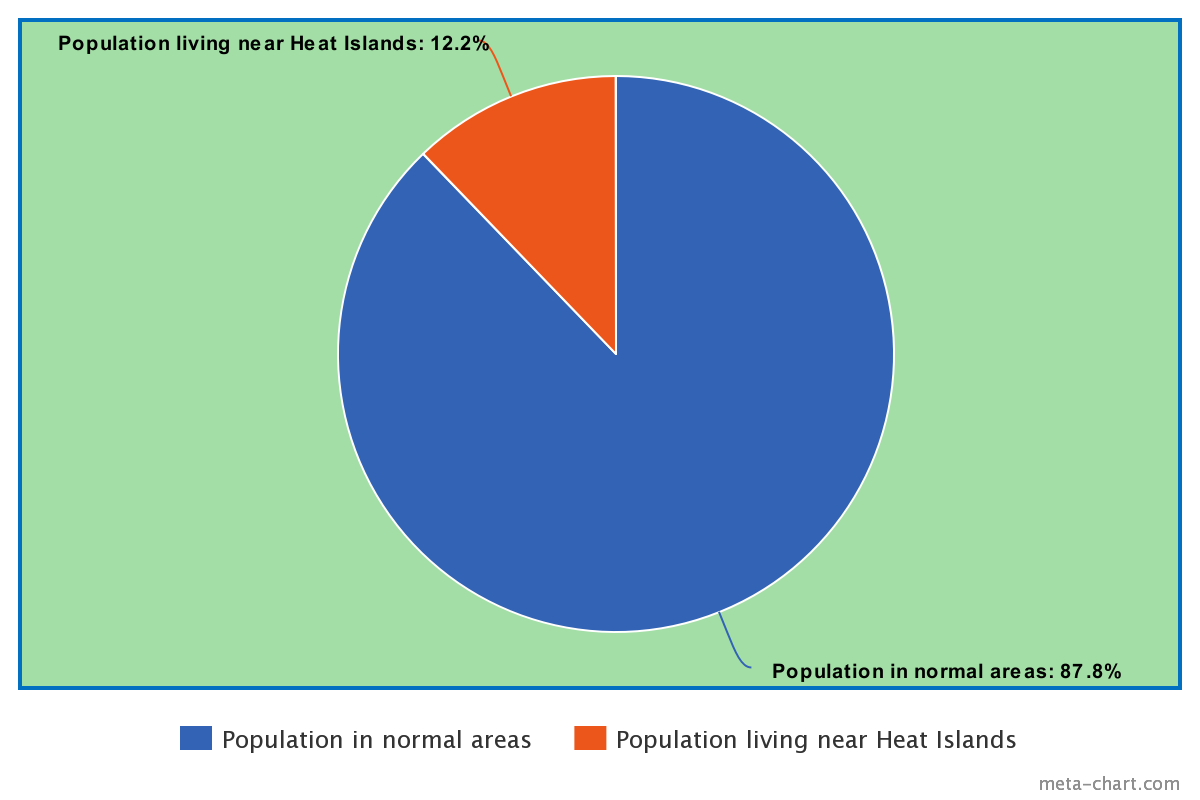 Population living near Heat Islands: 12.2%
Population in normal areas: 87.8%
Population in normal areas
Population living near Heat Islands
meta-chart.com